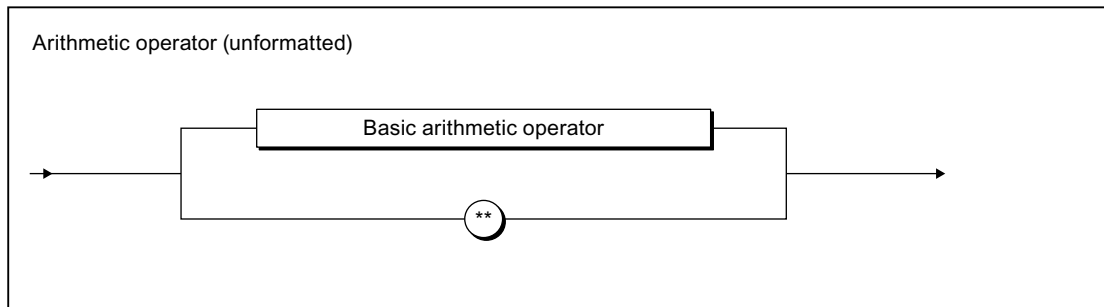 Arithmetic operator (unformatted)
Basic arithmetic operator
**